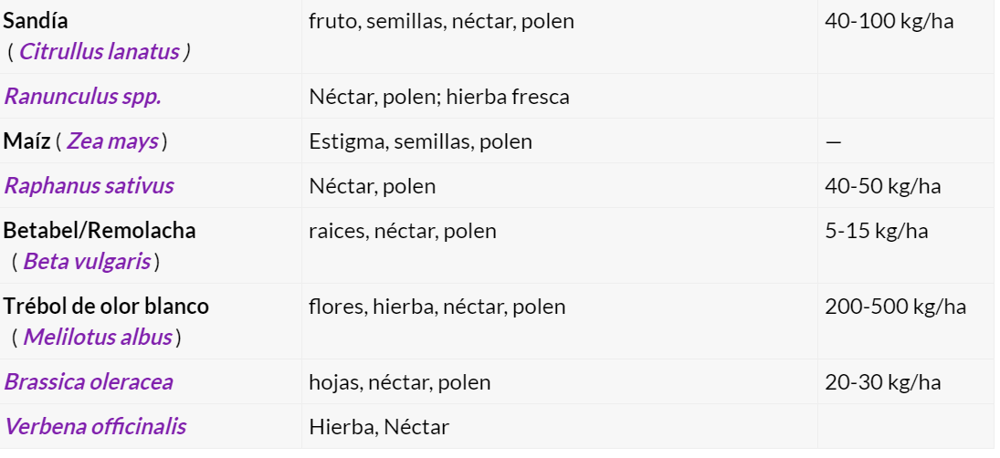 Sandía fruto, semillas, néctar, polen 40-100 kg/ha
( Citrullus lanatus )
Ranunculus spp. Néctar, polen; hierba fresca
Maíz ( Zea mays ) Estigma, semillas, polen —
Raphanus sativus Néctar, polen 40-50 kg/ha
Betabel/Remolacha raices, néctar, polen 5-15 kg/ha
( Beta vulgaris )
Trébol de olor blanco flores, hierba, néctar, polen 200-500 kg/ha
( Melilotus albus )
Brassica oleracea hojas, néctar, polen 20-30 kg/ha
Verbena officinalis Hierba, Néctar